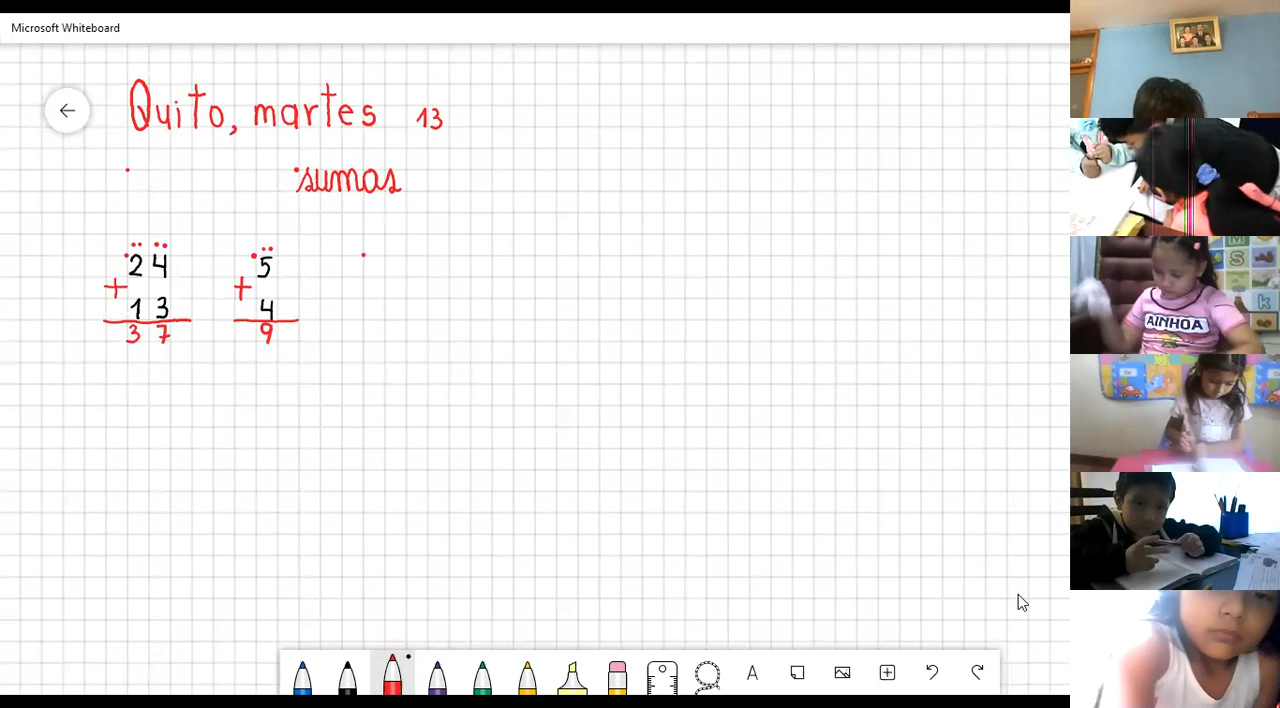 Microsoft Whiteboard
Quito, martes 13
sumas
24 5
+ +
13 4
37 9
AINHOA
A